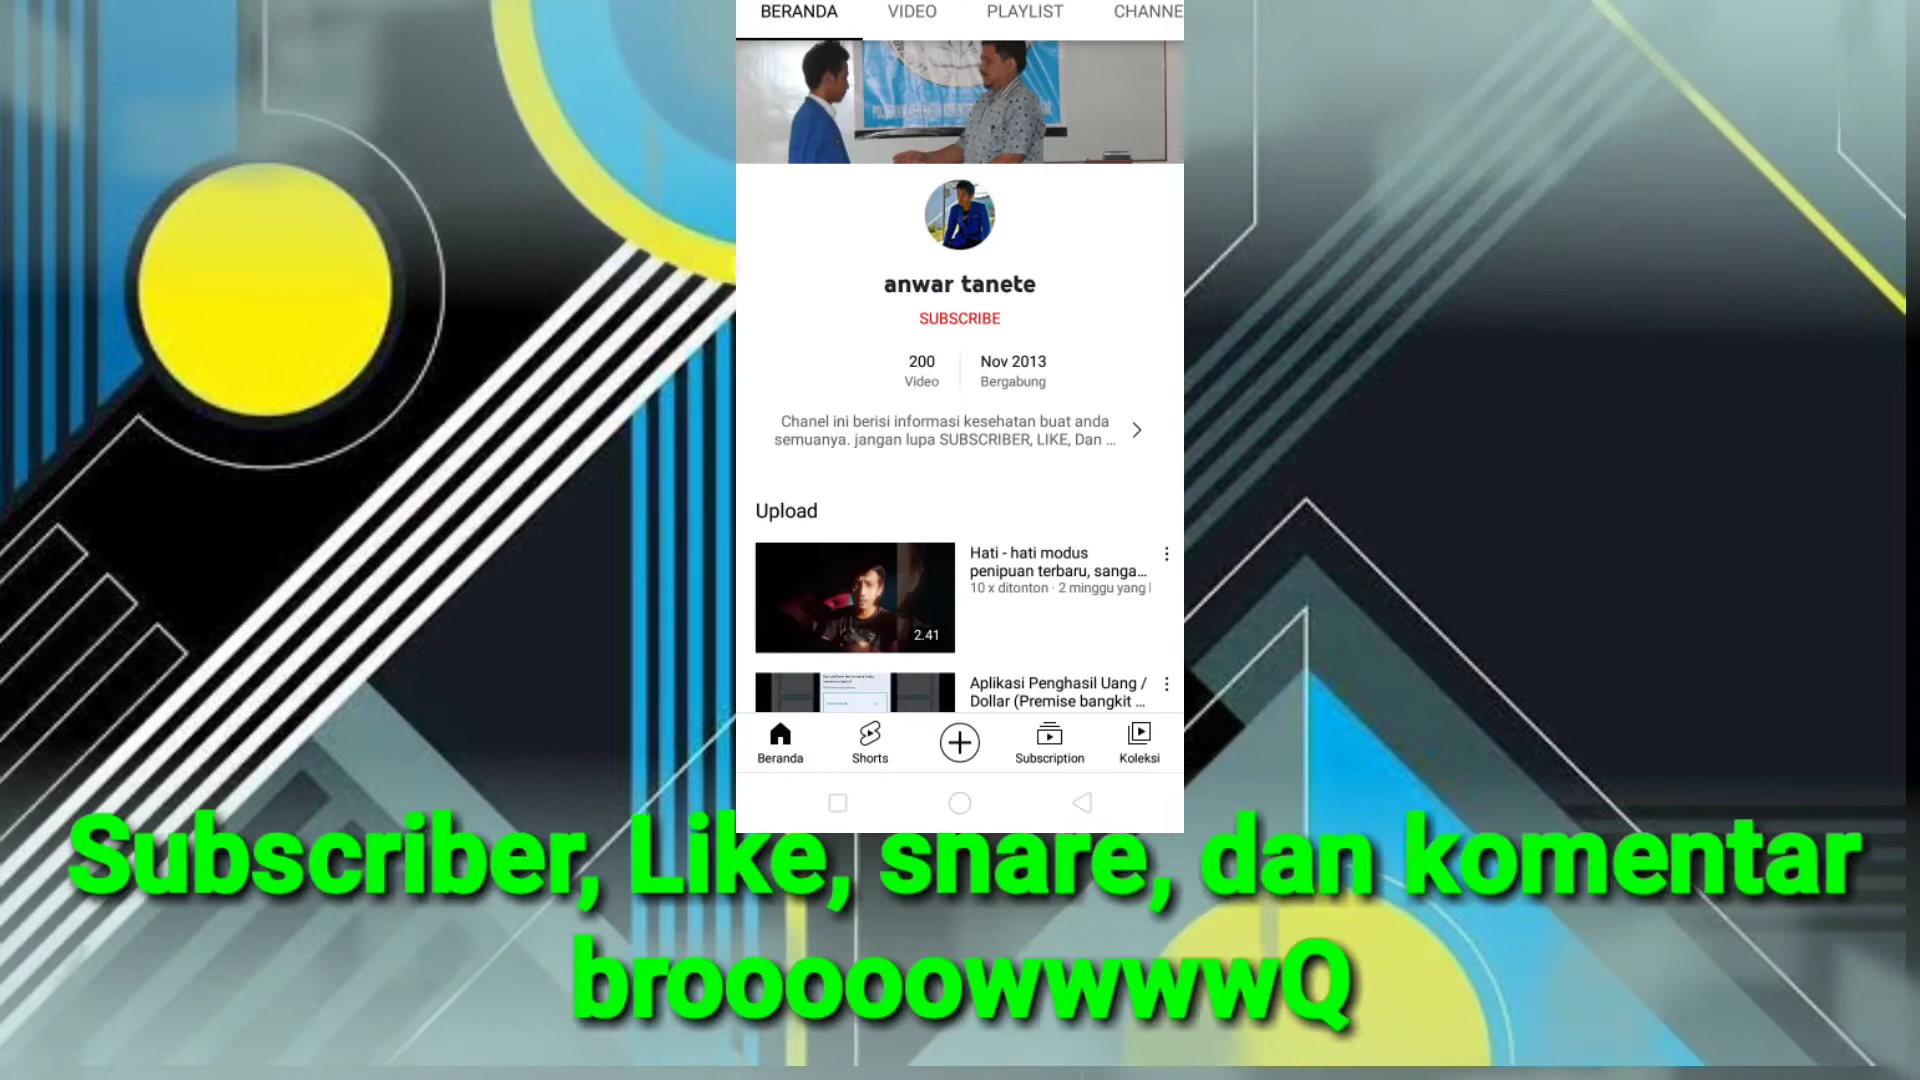 BERANDA VIDEO PLAYLIST CHANNE
anwar tanete
SUBSCRIBE
200 Nov 2013
Video Bergabung
Chanel ini berisi informasi kesehatan buat anda
semuanya. jangan lupa SUBSCRIBER, LIKE, Dan ...
Upload
Hati - hati modus
penipuan terbaru, sanga...
10 x ditonton · 2 minggu yang l
2.41
Aplikasi Penghasil Uang /
Dollar (Premise bangkit ...
Beranda Shorts Subscription Koleksi
Subscriber, Like, share, dan komentar
brooooowwwwQ